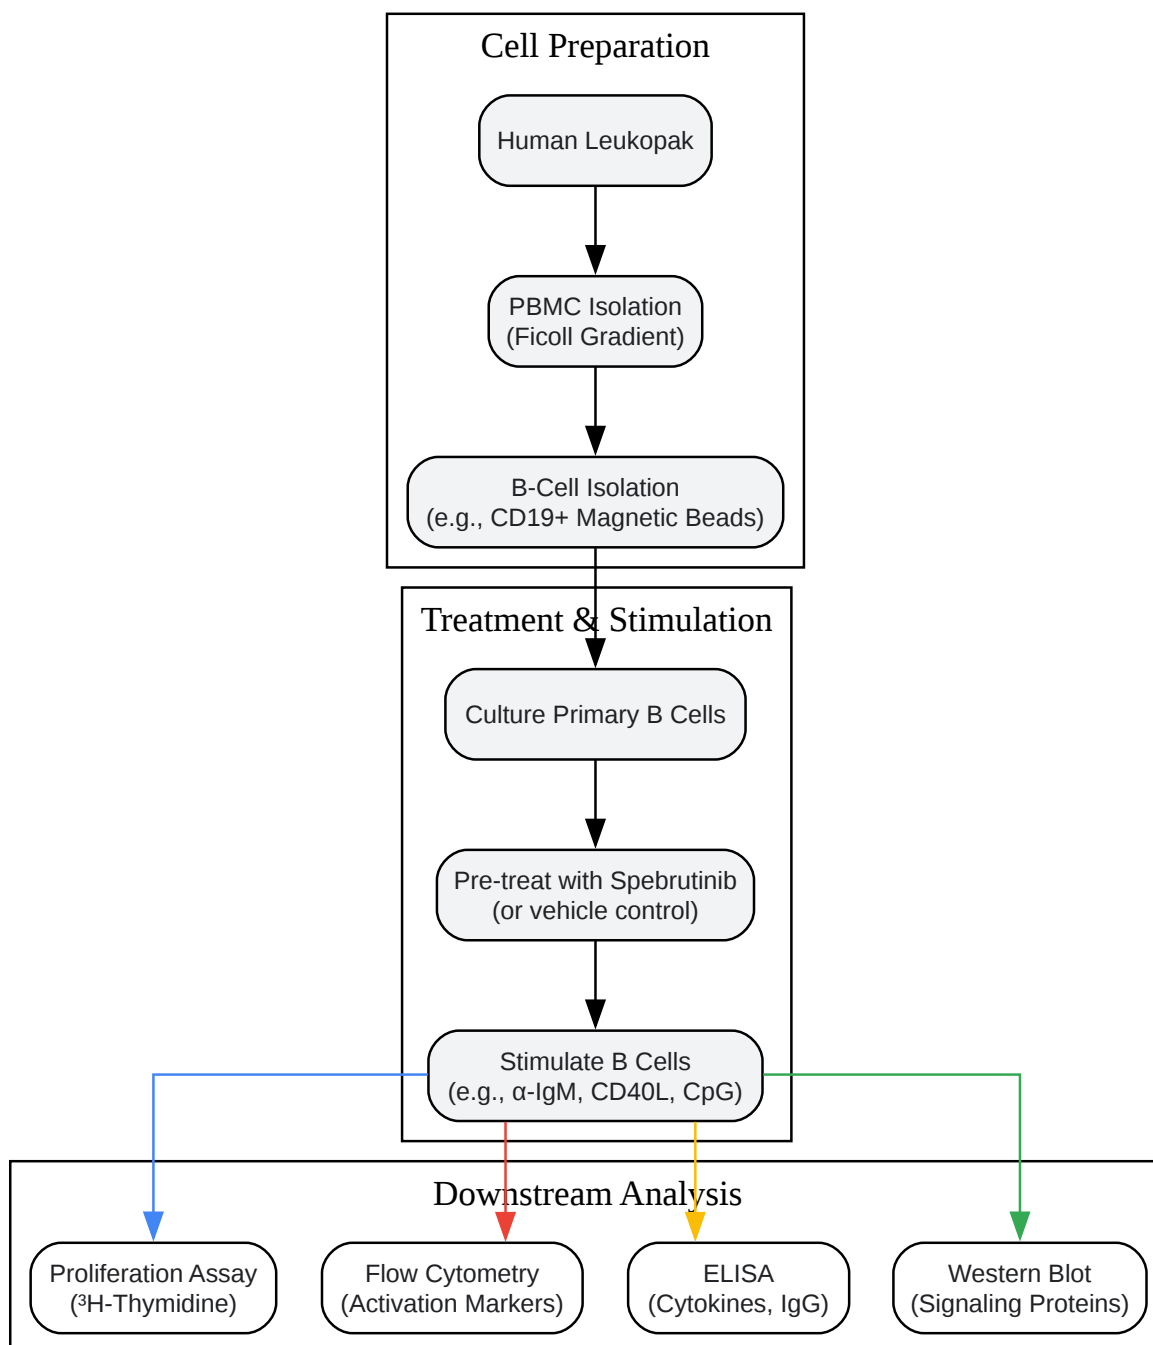 Cell Preparation
Human Leukopak
PBMC Isolation
(Ficoll Gradient)
B-Cell Isolation
(e.g., CD19+ Magnetic Beads)
Treatment & Stimulation
Culture Primary B Cells
Pre-treat with Spebrutinib
(or vehicle control)
Stimulate B Cells
(e.g., α-IgM, CD40L, CpG)
Downstream Analysis
Proliferation Assay
(³H-Thymidine)
Flow Cytometry
(Activation Markers)
ELISA
(Cytokines, IgG)
Western Blot
(Signaling Proteins)